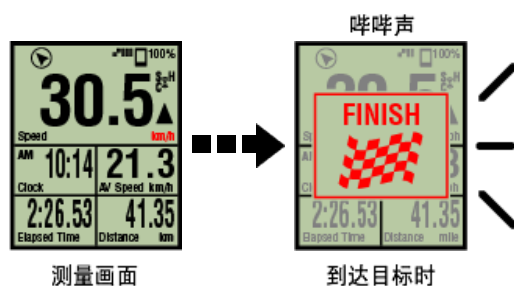 哔哔声
100%
30.5
Speed km/h
AM 10:14
Clock
21.3
AV Speed km/h
2:26.53
Elapsed Time
41.35
Distance km
测量画面
100%
FINISH
2:26.53
Elapsed Time
41.35
Distance mile
到达目标时